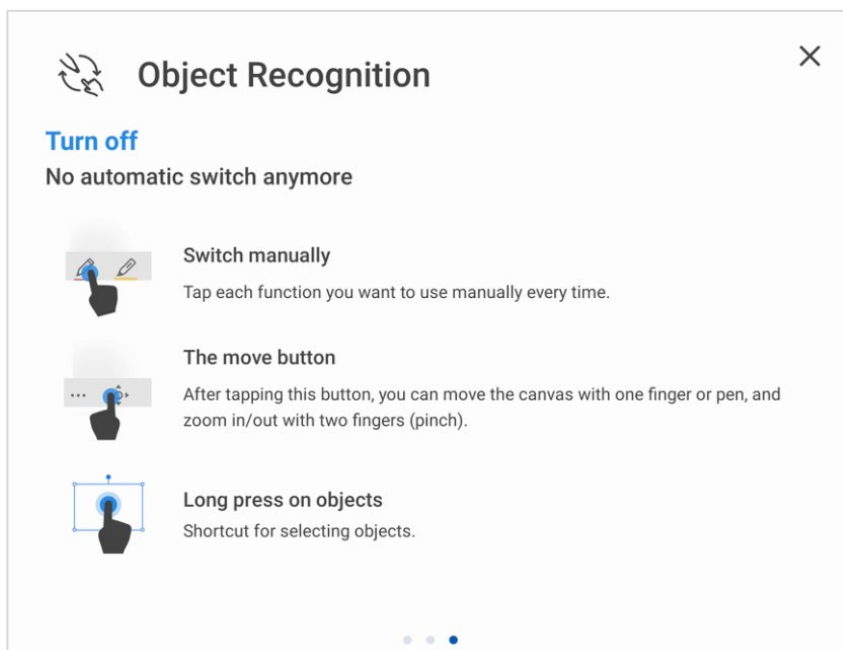 Object Recognition
Turn off
No automatic switch anymore
Switch manually
Tap each function you want to use manually every time.
The move button
After tapping this button, you can move the canvas with one finger or pen, and
zoom in/out with two fingers (pinch).
Long press on objects
Shortcut for selecting objects.